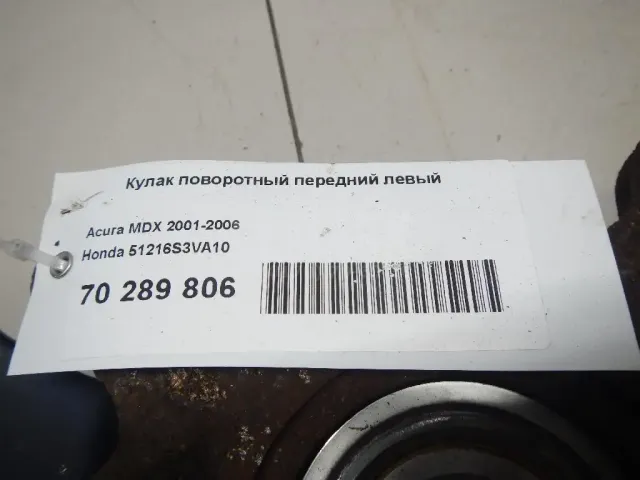 Кулак поворотный передний левый
Acura MDX 2001-2006
Honda 51216S3VA10
70 289 806